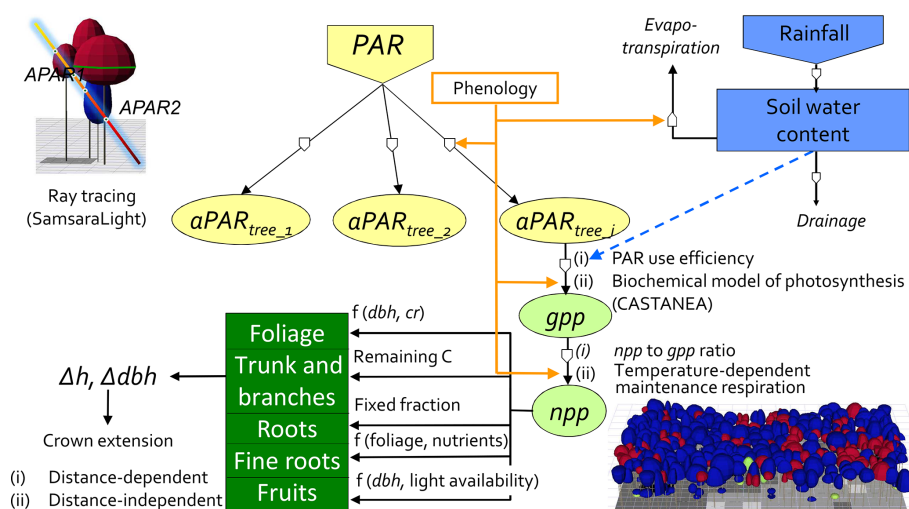 APAR1
APAR2
Ray tracing
(SamsaraLight)
PAR
Phenology
Evapo-
transpiration
Rainfall
Soil water
content
Drainage
aPARtree_1
aPARtree_2
aPARtree_i
(i) PAR use efficiency
(ii) Biochemical model of photosynthesis
(CASTANEA)
gpp
(i) npp to gpp ratio
(ii) Temperature-dependent
maintenance respiration
npp
f (dbh, cr)
Remaining C
Fixed fraction
f (foliage, nutrients)
f (dbh, light availability)
Foliage
Trunk and
branches
Roots
Fine roots
Fruits
Δh, Δdbh
Crown extension
(i) Distance-dependent
(ii) Distance-independent